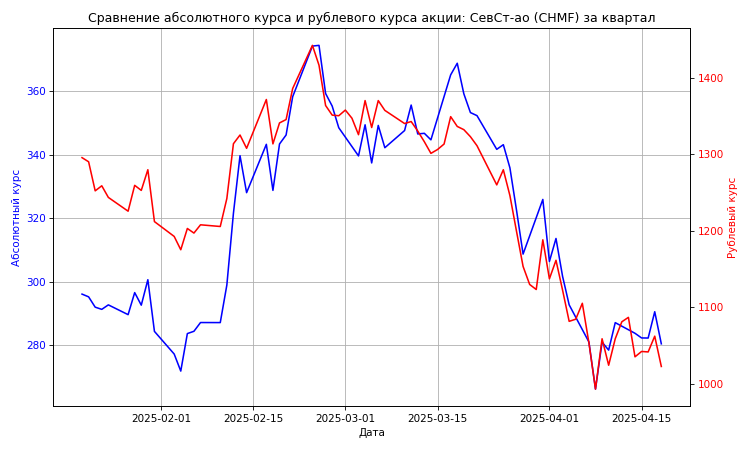 Сравнение абсолютного курса и рублевого курса акции: СевСт-ао (CHMF) за квартал
360
340
320
300
280
Абсолютный курс
1400
1300
1200
1100
1000
Рублевый курс
2025-02-01 2025-02-15 2025-03-01 2025-03-15 2025-04-01 2025-04-15
Дата